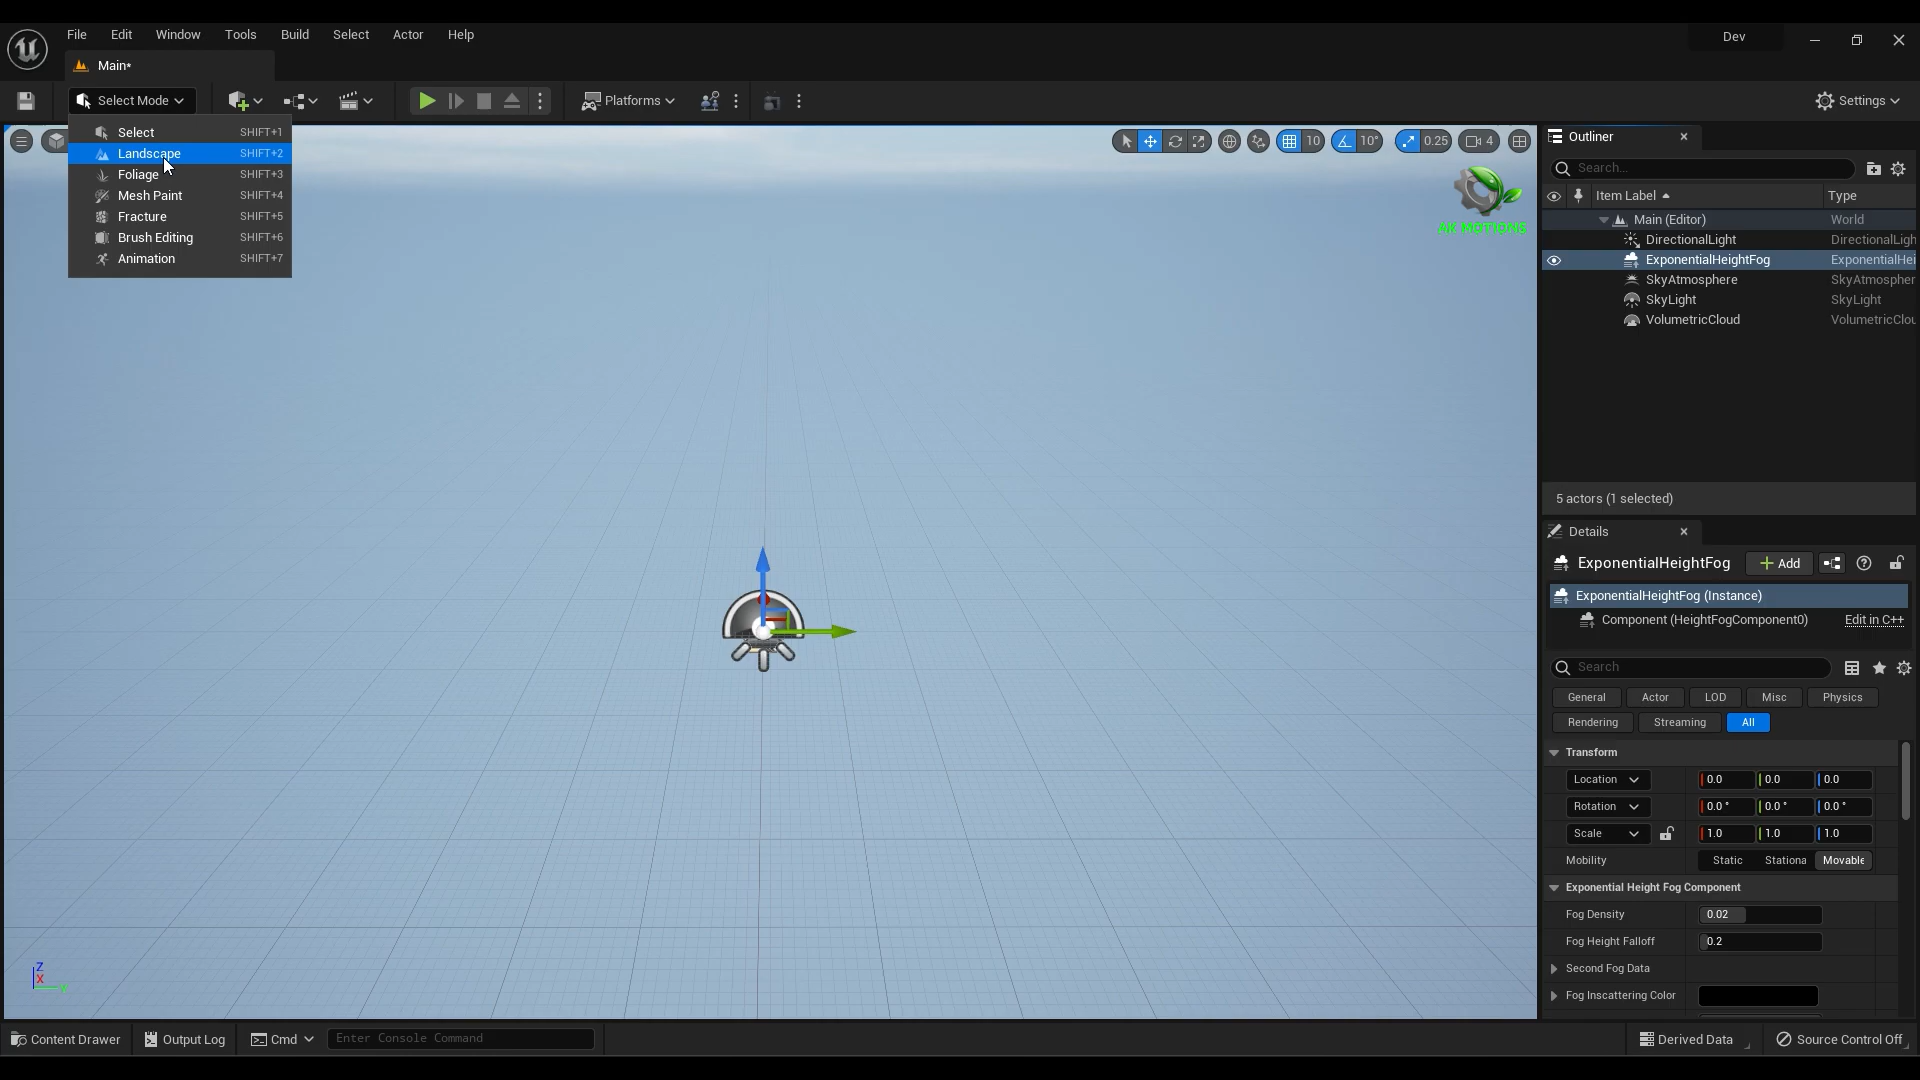 File Edit Window Tools Build Select Actor Help
Dev
Main*
Select Mode
Platforms
Settings
Select SHIFT+1
Landscape SHIFT+2
Foliage SHIFT+3
Mesh Paint SHIFT+4
Fracture SHIFT+5
Brush Editing SHIFT+6
Animation SHIFT+7
10 10° 0.25 4
AK MOTIONS
Outliner
Search...
Item Label Type
Main (Editor) World
DirectionalLight DirectionalLigh
ExponentialHeightFog ExponentialHei
SkyAtmosphere SkyAtmospher
SkyLight SkyLight
VolumetricCloud VolumetricClou
5 actors (1 selected)
Details
ExponentialHeightFog Add
ExponentialHeightFog (Instance)
Component (HeightFogComponent0) Edit in C++
Search
General Actor LOD Misc Physics
Rendering Streaming All
Transform
Location 0.0 0.0 0.0
Rotation 0.0 ° 0.0 ° 0.0 °
Scale 1.0 1.0 1.0
Mobility Static Stationa Movable
Exponential Height Fog Component
Fog Density 0.02
Fog Height Falloff 0.2
Second Fog Data
Fog Inscattering Color
Z
X
Content Drawer Output Log Cmd Enter Console Command Derived Data Source Control Off